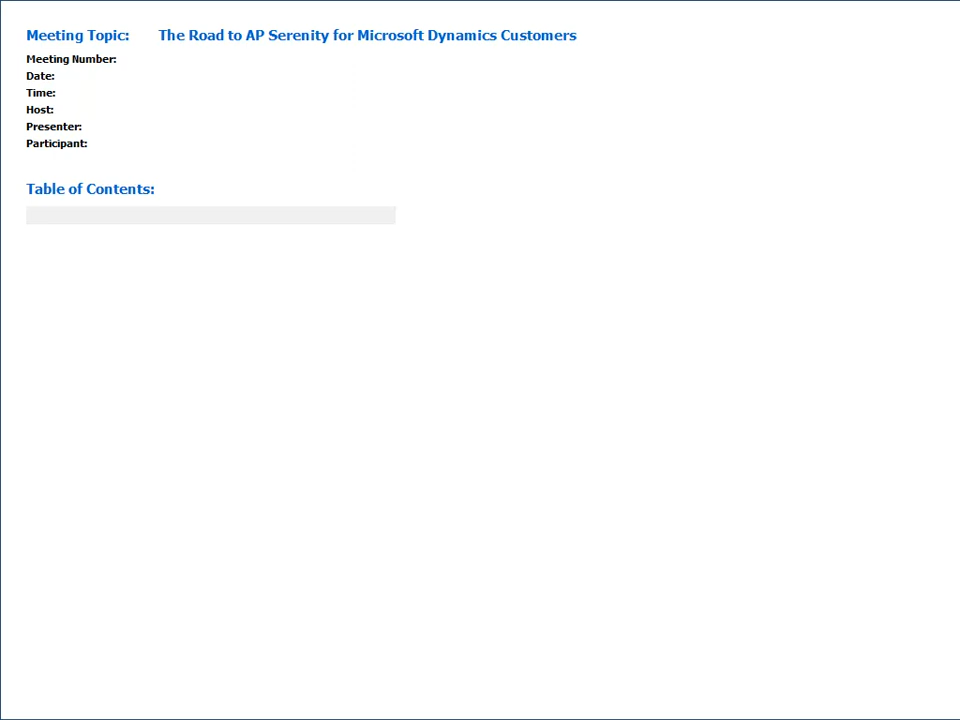 Meeting Topic: The Road to AP Serenity for Microsoft Dynamics Customers
Meeting Number:
Date:
Time:
Host:
Presenter:
Participant:
Table of Contents: